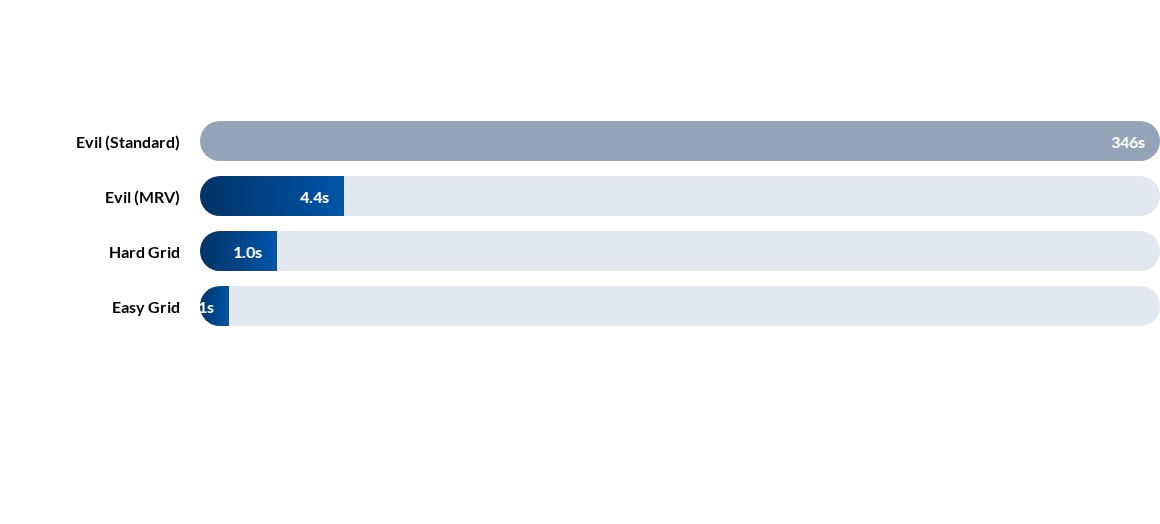 Evil (Standard) 346s
Evil (MRV) 4.4s
Hard Grid 1.0s
Easy Grid 1s